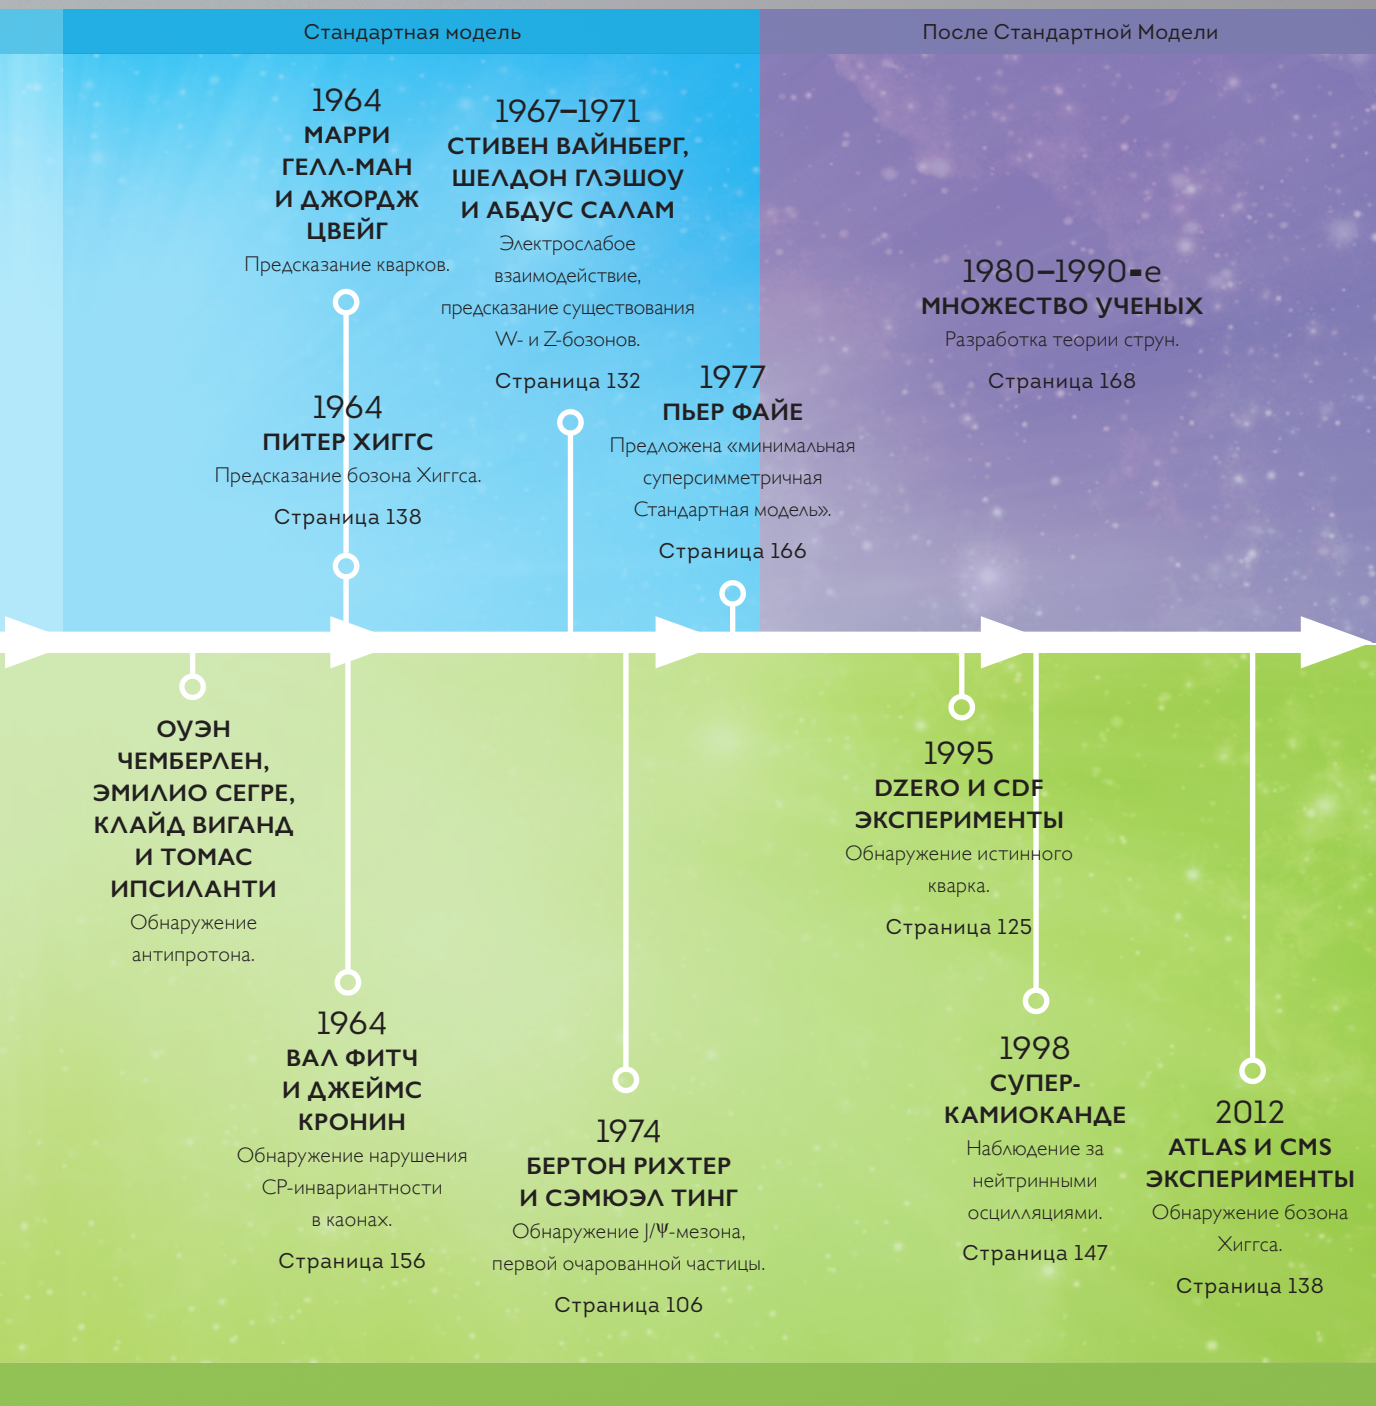 Стандартная модель
После Стандартной Модели
1964
МАРРИ
ГЕЛЛ-МАН
И ДЖОРДЖ
ЦВЕЙГ
Предсказание кварков.
1967–1971
СТИВЕН ВАЙНБЕРГ,
ШЕЛДОН ГЛЭШОУ
И АБДУС САЛАМ
Электрослабое
взаимодействие,
предсказание существования
W- и Z-бозонов.
Страница 132
1964
ПИТЕР ХИГГС
Предсказание бозона Хиггса.
Страница 138
1977
ПЬЕР ФАЙЕ
Предложена «минимальная
суперсимметричная
Стандартная модель».
Страница 166
1980–1990-е
МНОЖЕСТВО УЧЕНЫХ
Разработка теории струн.
Страница 168
ОУЭН
ЧЕМБЕРЛЕН,
ЭМИЛИО СЕГРЕ,
КЛАЙД ВИГАНД
И ТОМАС
ИПСИЛАНТИ
Обнаружение
антипротона.
1964
ВАЛ ФИТЧ
И ДЖЕЙМС
КРОНИН
Обнаружение нарушения
CP-инвариантности
в каонах.
Страница 156
1974
БЕРТОН РИХТЕР
И СЭМЮЭЛ ТИНГ
Обнаружение J/Ψ-мезона,
первой очарованной частицы.
Страница 106
1995
DZERO И CDF
ЭКСПЕРИМЕНТЫ
Обнаружение истинного
кварка.
Страница 125
1998
СУПЕР-
КАМИОКАНДЕ
Наблюдение за
нейтринными
осцилляциями.
Страница 147
2012
ATLAS И CMS
ЭКСПЕРИМЕНТЫ
Обнаружение бозона
Хиггса.
Страница 138